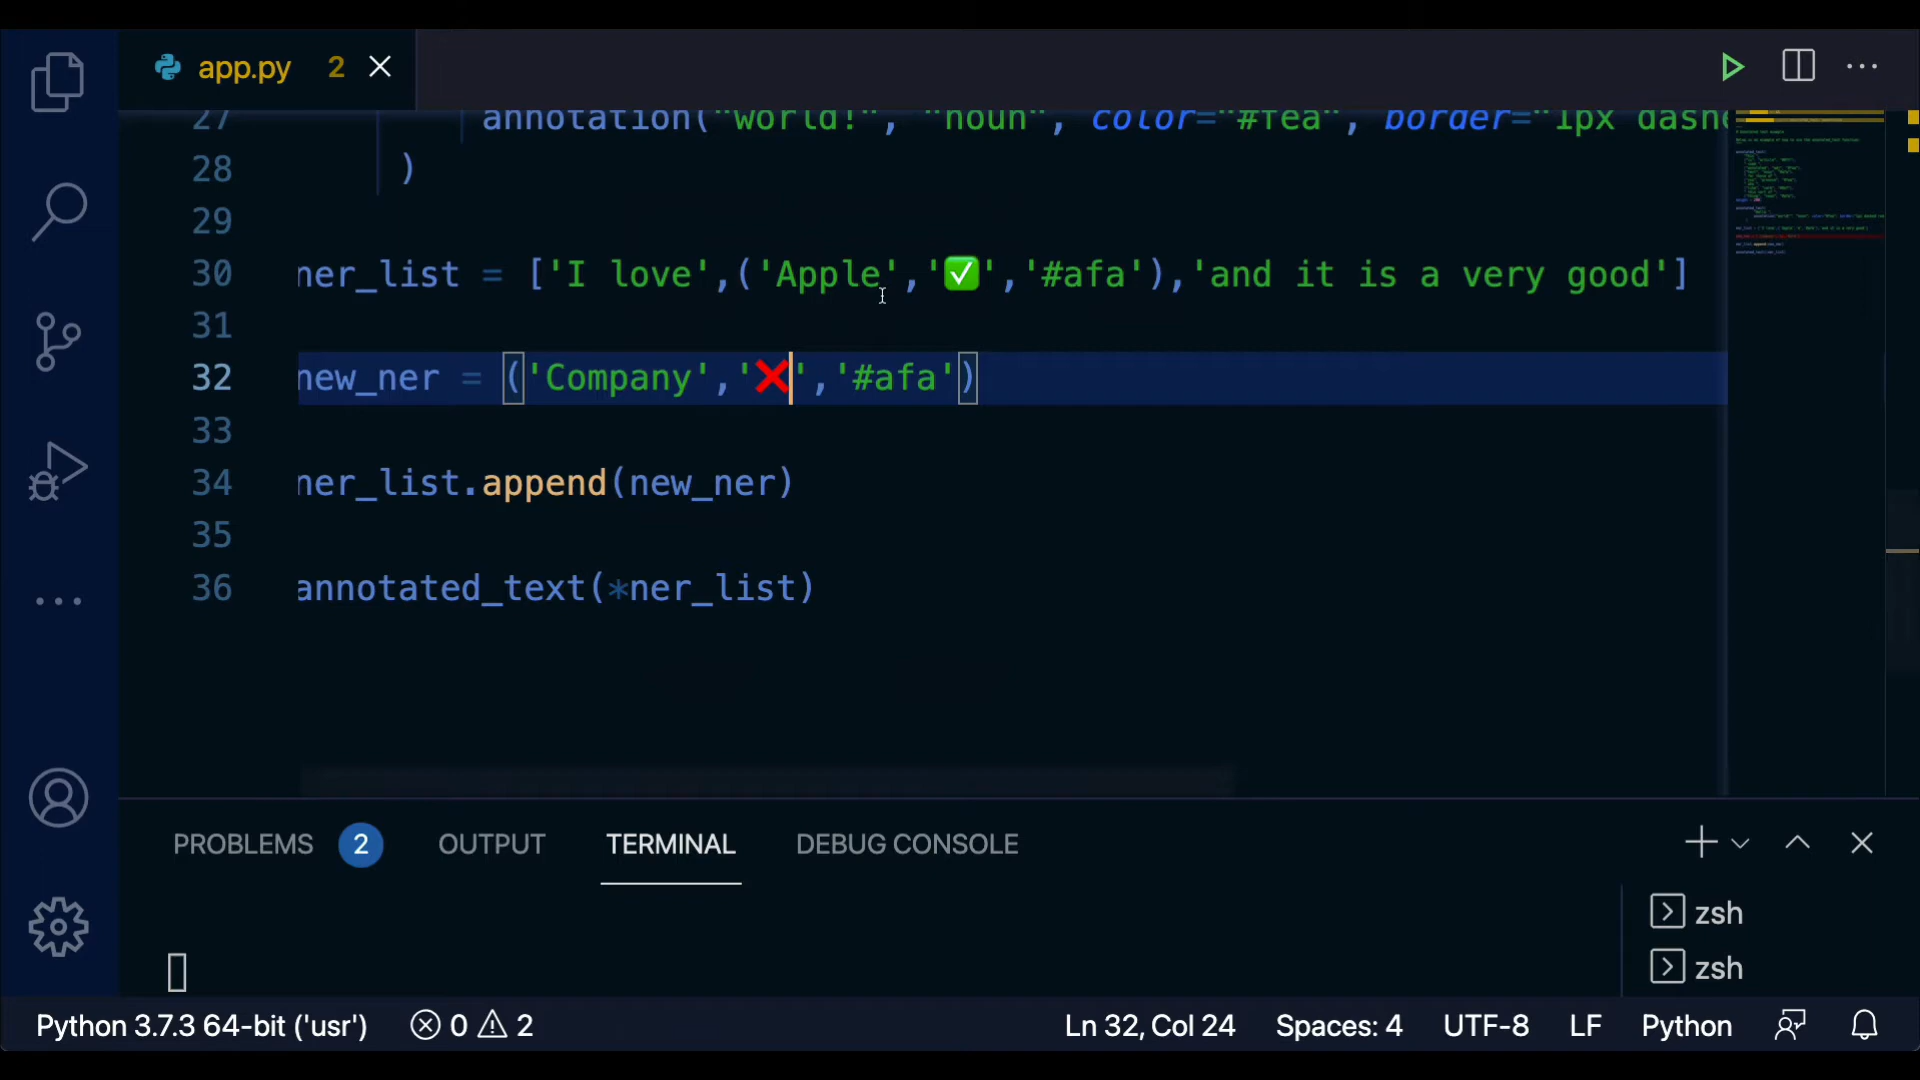 app.py 2
27 annotation("world!", "noun", color="#fea", border="1px dashe
28 )
29
30 ner_list = ['I love',('Apple','✅','#afa'),'and it is a very good']
31
32 new_ner = ('Company','❌','#afa')
33
34 ner_list.append(new_ner)
35
36 annotated_text(*ner_list)
PROBLEMS 2 OUTPUT TERMINAL DEBUG CONSOLE
zsh
zsh
Python 3.7.3 64-bit ('usr') 0 2 Ln 32, Col 24 Spaces: 4 UTF-8 LF Python